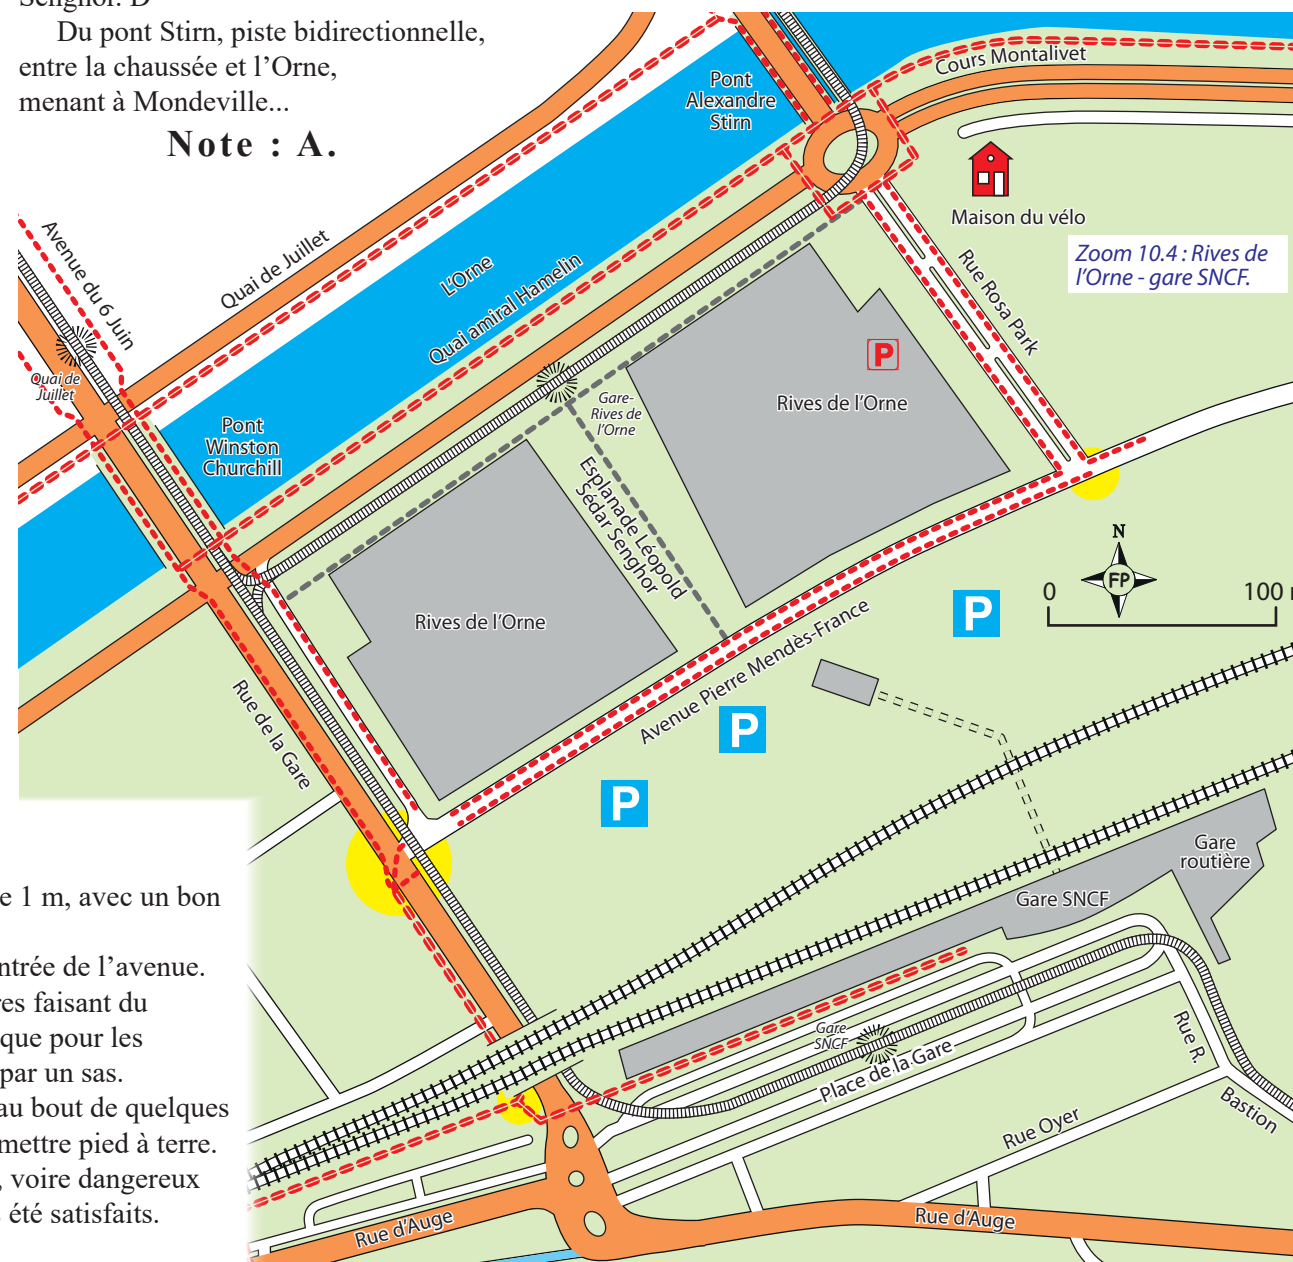 Senghor. D
Du pont Stirn, piste bidirectionnelle,
entre la chaussée et l'Orne,
menant à Mondeville...
Note : A.
Cours Montalivet
Pont
Alexandre
Stirn
Maison du vélo
Zoom 10.4 : Rives de
l'Orne - gare SNCF.
Avenue du 6 Juin
Quai de Juillet
L'Orne
Quai amiral Hamelin
Rue Rosa Park
Quai de
Juillet
P
Gare-
Rives de
l'Orne
Rives de l'Orne
Pont
Winston
Churchill
Esplanade Léopold
Sédar Senghor
N
FP
0
100 m
Rives de l'Orne
P
Avenue Pierre Mendès-France
Rue de la Gare
P
P
Gare
routière
Gare SNCF
e 1 m, avec un bon
ntrée de l'avenue.
res faisant du
que pour les
par un sas.
au bout de quelques
mettre pied à terre.
, voire dangereux
s été satisfaits.
Gare
SNCF
Place de la Gare
Rue R.
Bastion
Rue Oyer
Rue d'Auge
Rue d'Auge